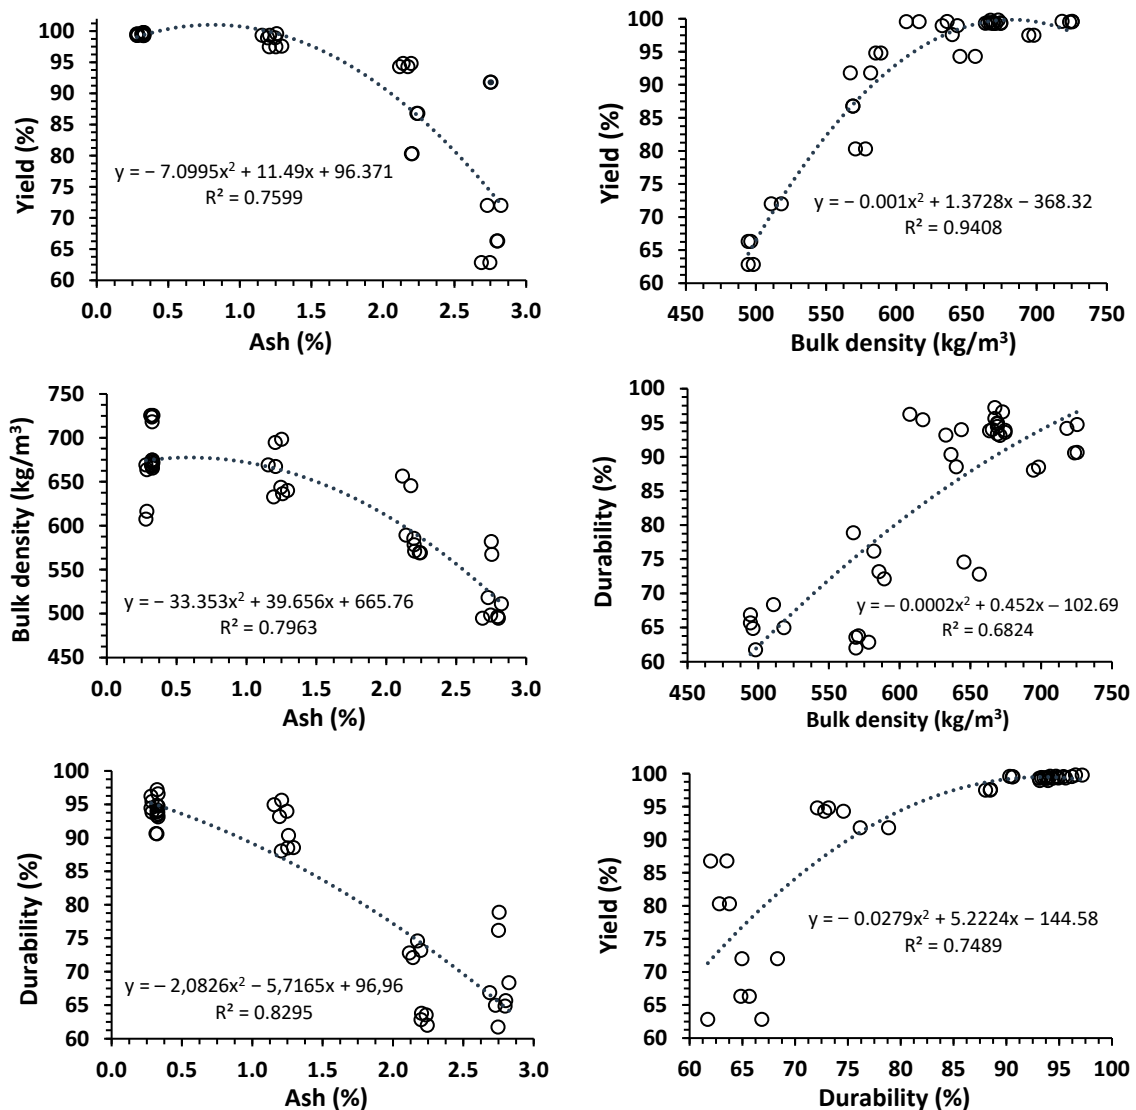 100
95
90
85
80
75
70
65
60
Yield (%)
y = − 7.0995x² + 11.49x + 96.371
R² = 0.7599
0.0 0.5 1.0 1.5 2.0 2.5 3.0
Ash (%)
100
95
90
85
80
75
70
65
60
Yield (%)
y = − 0.001x² + 1.3728x − 368.32
R² = 0.9408
450 500 550 600 650 700 750
Bulk density (kg/m³)
750
700
650
600
550
500
450
Bulk density (kg/m³)
y = − 33.353x² + 39.656x + 665.76
R² = 0.7963
0.0 0.5 1.0 1.5 2.0 2.5 3.0
Ash (%)
100
95
90
85
80
75
70
65
60
Durability (%)
y = − 0.0002x² + 0.452x − 102.69
R² = 0.6824
450 500 550 600 650 700 750
Bulk density (kg/m³)
100
95
90
85
80
75
70
65
60
Durability (%)
y = − 2,0826x² − 5,7165x + 96,96
R² = 0.8295
0.0 0.5 1.0 1.5 2.0 2.5 3.0
Ash (%)
100
95
90
85
80
75
70
65
60
Yield (%)
y = − 0.0279x² + 5.2224x − 144.58
R² = 0.7489
60 65 70 75 80 85 90 95 100
Durability (%)